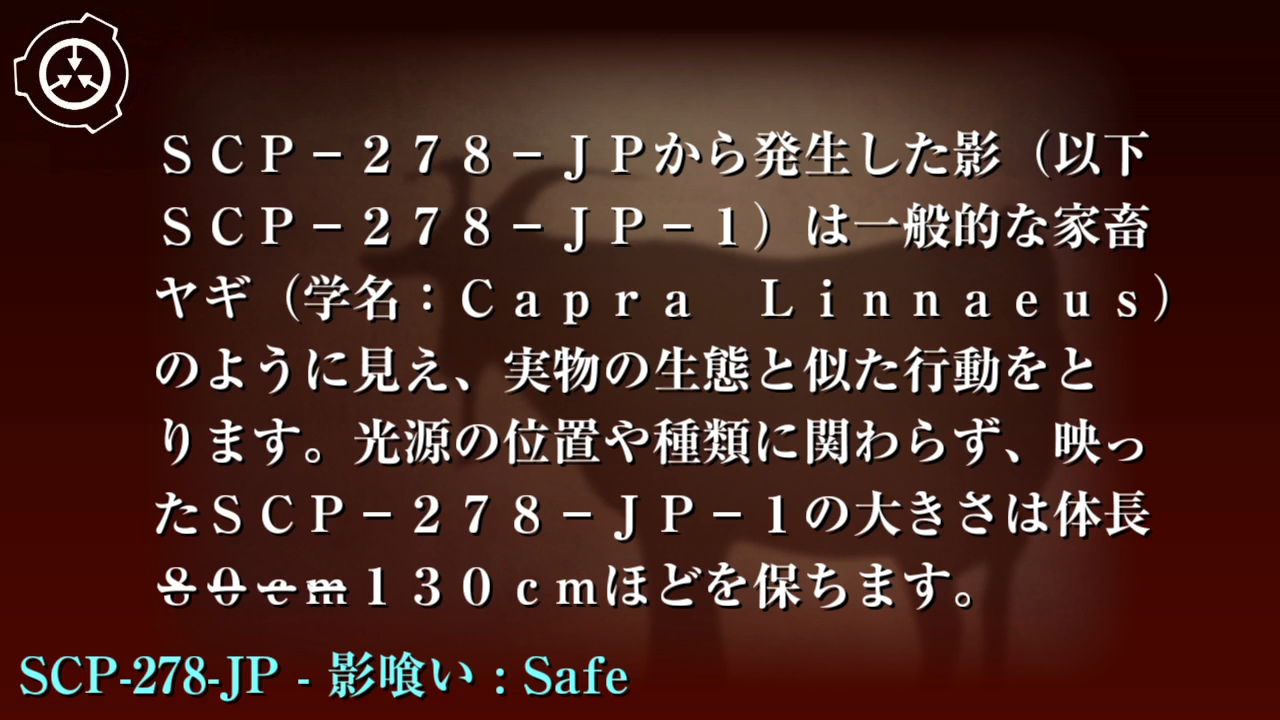 SCP-278-JPから発生した影(以下
SCP-278-JP-1)は一般的な家畜
ヤギ(学名:Capra Linnaeus)
のように見え、実物の生態と似た行動をと
ります。光源の位置や種類に関わらず、映っ
たSCP-278-JP-1の大きさは体長
80cm130cmほどを保ちます。
SCP-278-JP - 影喰い : Safe